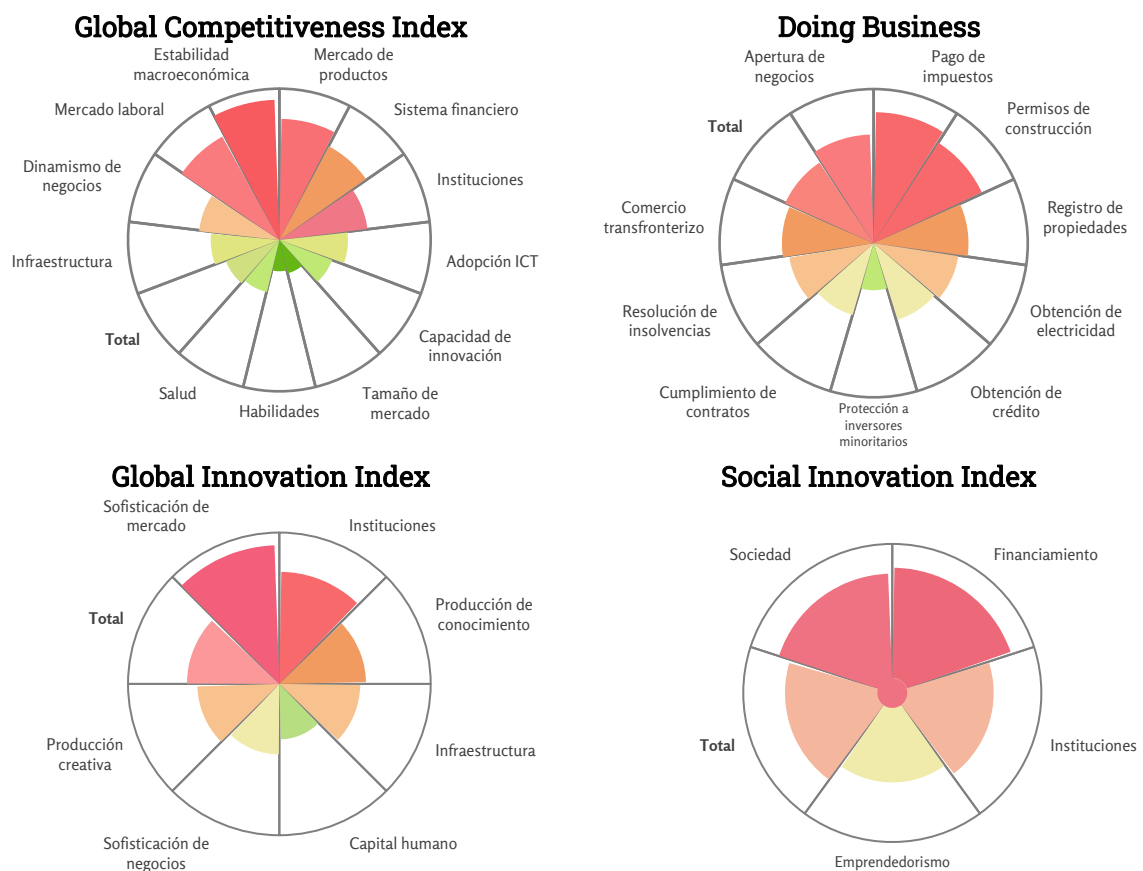 Global Competitiveness Index
Estabilidad
macroeconómica
Mercado de
productos
Mercado laboral
Sistema financiero
Dinamismo de
negocios
Instituciones
Infraestructura
Adopción ICT
Total
Capacidad de
innovación
Salud
Habilidades
Tamaño de
mercado
Doing Business
Apertura de
negocios
Pago de
impuestos
Total
Permisos de
construcción
Comercio
transfronterizo
Registro de
propiedades
Resolución de
insolvencias
Obtención de
electricidad
Cumplimiento de
contratos
Protección a
inversores
minoritarios
Obtención de
crédito
Global Innovation Index
Sofisticación de
mercado
Instituciones
Total
Producción de
conocimiento
Producción
creativa
Infraestructura
Sofisticación de
negocios
Capital humano
Social Innovation Index
Sociedad
Financiamiento
Total
Instituciones
Emprendedorismo